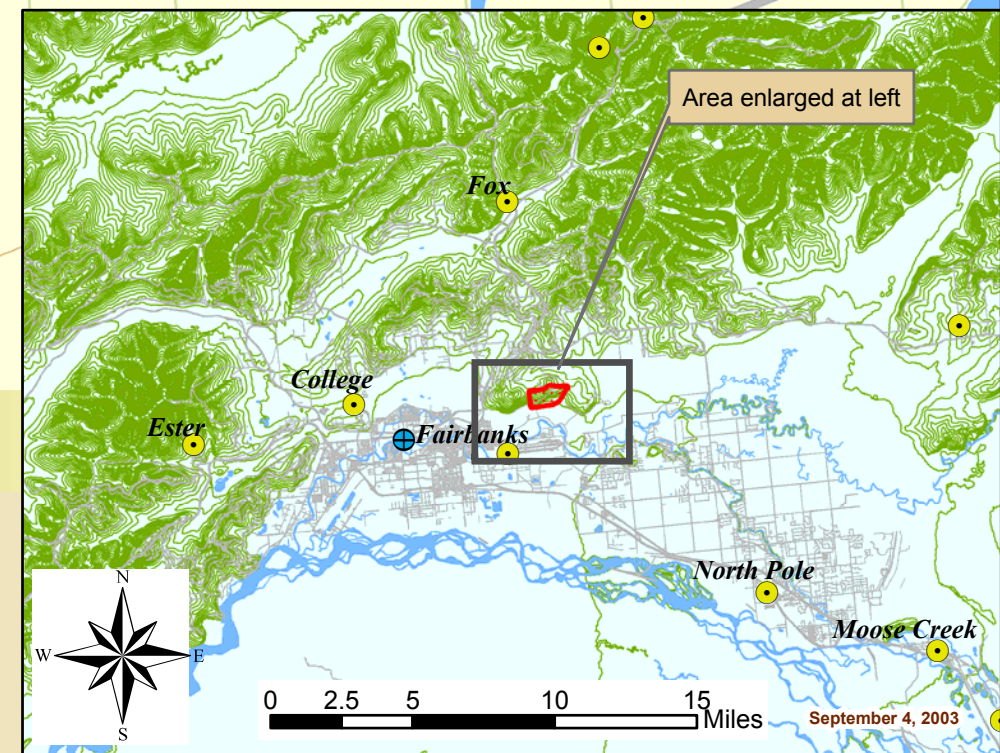 Area enlarged at left
Fox
College
Ester
Fairbanks
North Pole
Moose Creek
N
W E
S
0 2.5 5 10 15
Miles
September 4, 2003